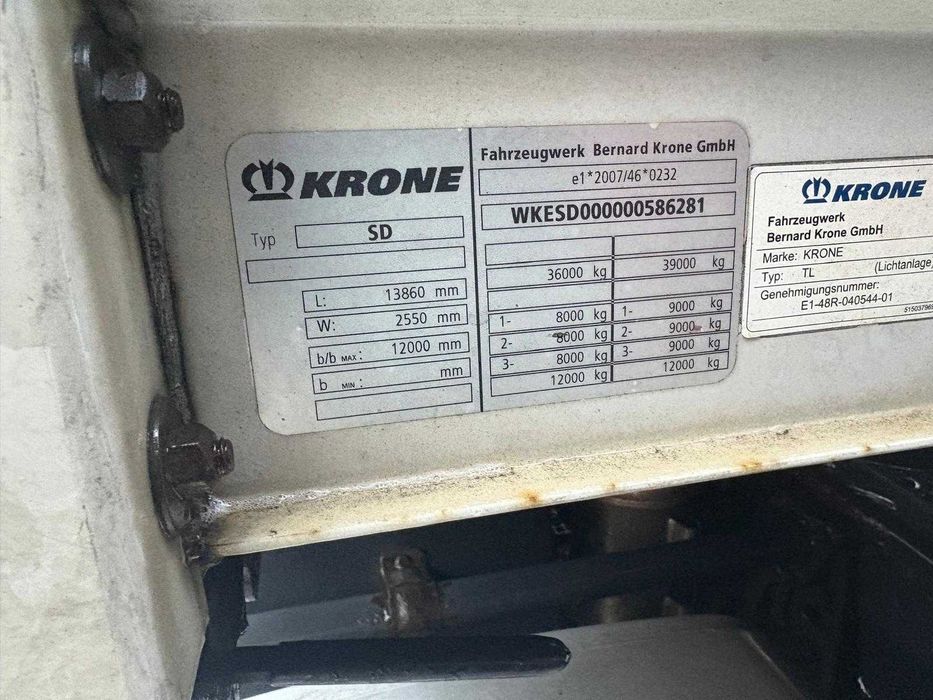 KRONE
Typ SD
L: 13860 mm
W: 2550 mm
b/b MAX: 12000 mm
b MIN: mm
Fahrzeugwerk Bernard Krone GmbH
e1*2007/46*0232
WKESD000000586281
36000 kg 39000 kg
1- 8000 kg 1- 9000 kg
2- 8000 kg 2- 9000 kg
3- 8000 kg 3- 9000 kg
12000 kg 12000 kg
KRONE
Fahrzeugwerk
Bernard Krone GmbH
Marke: KRONE
Typ: TL (Lichtanlage)
Genehmigungsnummer:
E1-48R-040544-01